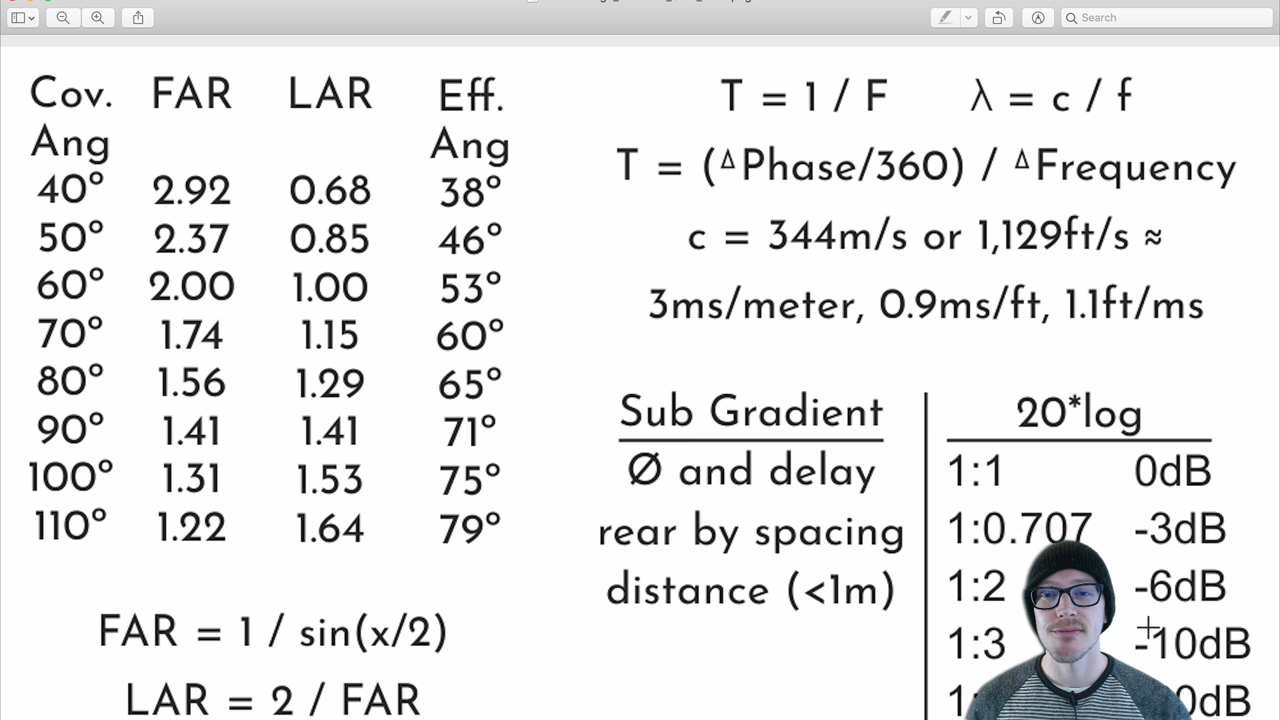 Search
Cov. Ang FAR LAR Eff. Ang
40° 2.92 0.68 38°
50° 2.37 0.85 46°
60° 2.00 1.00 53°
70° 1.74 1.15 60°
80° 1.56 1.29 65°
90° 1.41 1.41 71°
100° 1.31 1.53 75°
110° 1.22 1.64 79°
FAR = 1 / sin(x/2)
LAR = 2 / FAR
T = 1 / F λ = c / f
T = (ΔPhase/360) / ΔFrequency
c = 344m/s or 1,129ft/s ≈
3ms/meter, 0.9ms/ft, 1.1ft/ms
Sub Gradient
Ø and delay
rear by spacing
distance (<1m)
20*log
1:1 0dB
1:0.707 -3dB
1:2 -6dB
1:3 -10dB